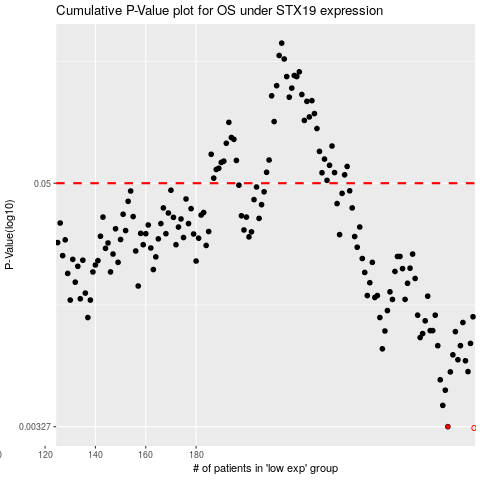 Cumulative P-Value plot for OS under STX19 expression
P-Value(log10)
0.05
0.00327
0 120 140 160 180
# of patients in 'low exp' group